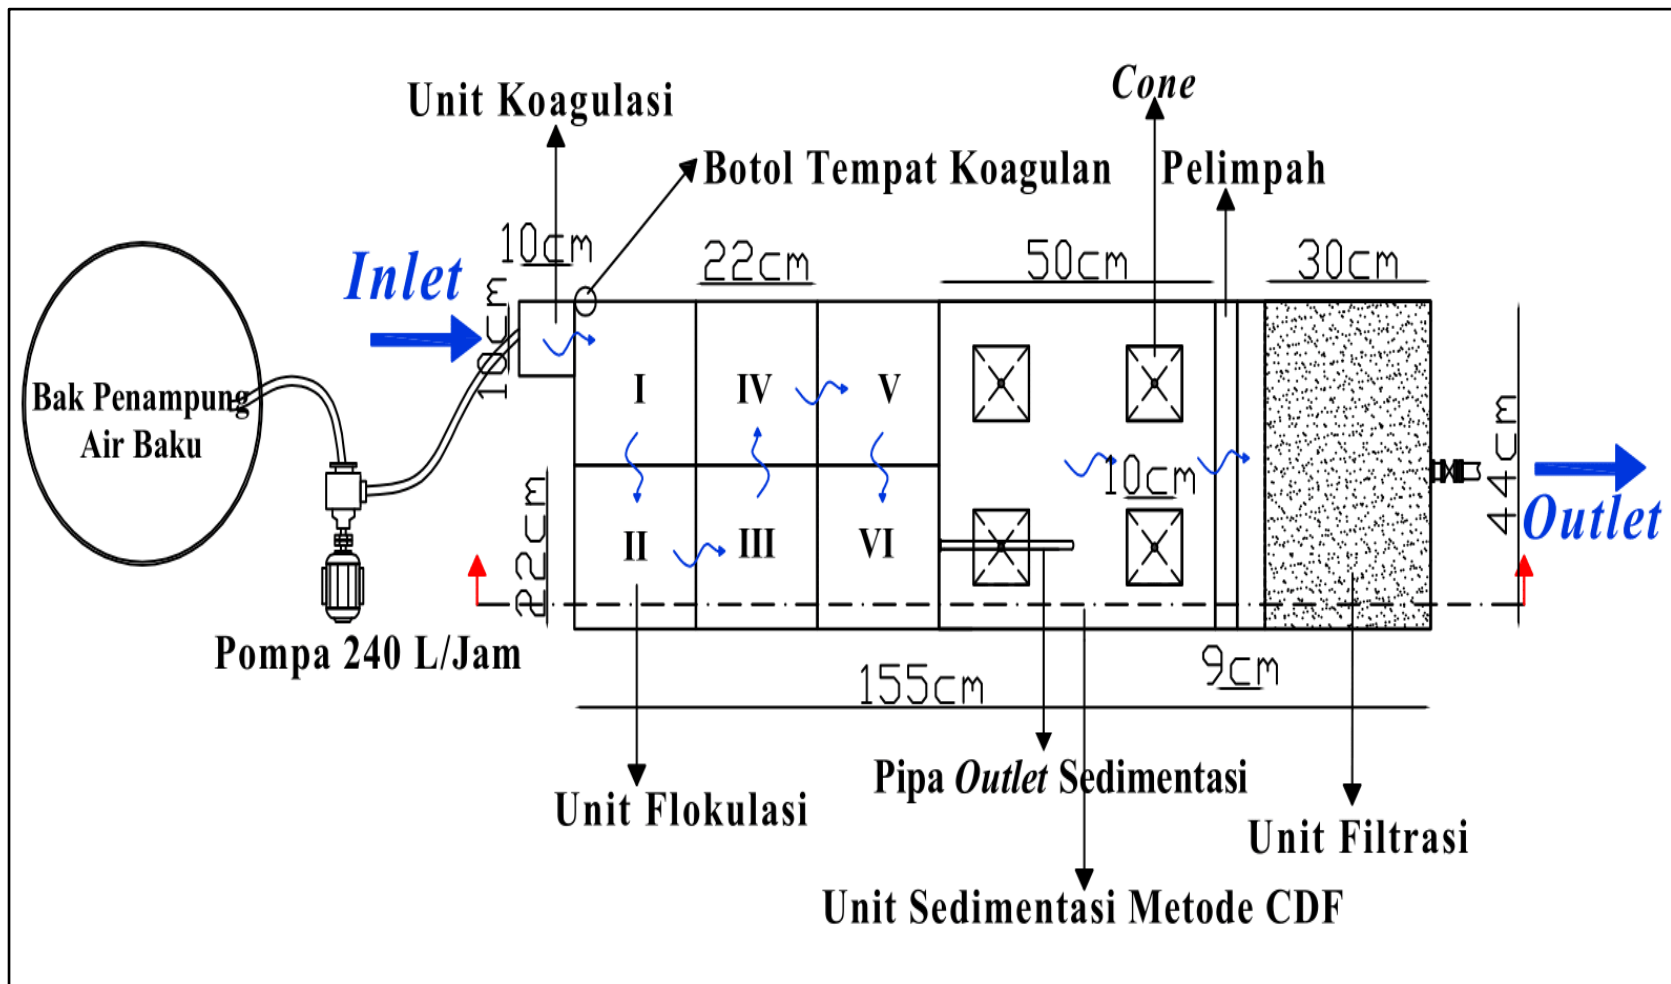 Cone
Unit Koagulasi
Botol Tempat Koagulan
Pelimpah
10cm
22cm
50cm
30cm
Inlet
10cm
Bak Penampung
Air Baku
I
IV
V
44cm
10cm
Outlet
22cm
II
III
VI
Pompa 240 L/Jam
9cm
155cm
Pipa Outlet Sedimentasi
Unit Flokulasi
Unit Filtrasi
Unit Sedimentasi Metode CDF